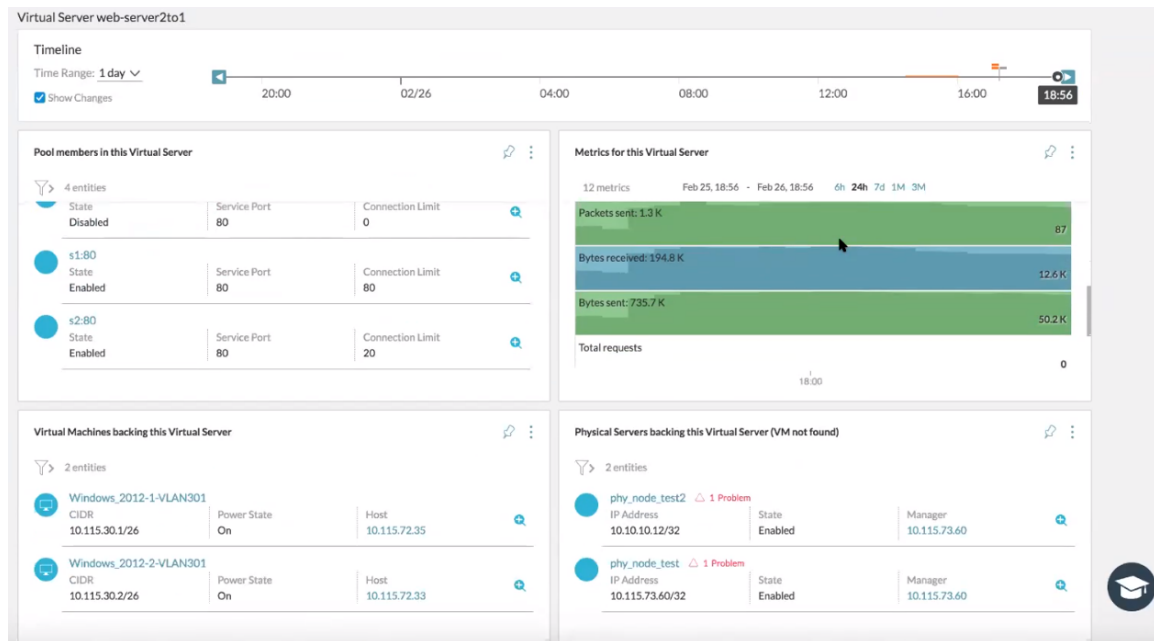 Virtual Server web-server2to1
Timeline
Time Range: 1 day
Show Changes
20:00 02/26 04:00 08:00 12:00 16:00 18:56
Pool members in this Virtual Server
4 entities
State Service Port Connection Limit
Disabled 80 0
s1:80
State Service Port Connection Limit
Enabled 80 80
s2:80
State Service Port Connection Limit
Enabled 80 20
Metrics for this Virtual Server
12 metrics Feb 25, 18:56 - Feb 26, 18:56 6h 24h 7d 1M 3M
Packets sent: 1.3 K
87
Bytes received: 194.8 K
12.6 K
Bytes sent: 735.7 K
50.2 K
Total requests
0
18:00
Virtual Machines backing this Virtual Server
2 entities
Windows_2012-1-VLAN301
CIDR Power State Host
10.115.30.1/26 On 10.115.72.35
Windows_2012-2-VLAN301
CIDR Power State Host
10.115.30.2/26 On 10.115.72.33
Physical Servers backing this Virtual Server (VM not found)
2 entities
phy_node_test2 1 Problem
IP Address State Manager
10.10.10.12/32 Enabled 10.115.73.60
phy_node_test 1 Problem
IP Address State Manager
10.115.73.60/32 Enabled 10.115.73.60